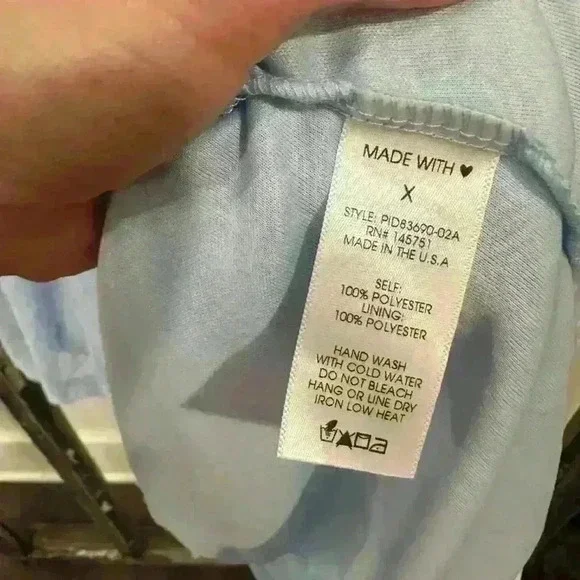 MADE WITH ♥
X
STYLE: PID83690-02A
RN# 145751
MADE IN THE U.S.A
SELF:
100% POLYESTER
LINING:
100% POLYESTER
HAND WASH
WITH COLD WATER
DO NOT BLEACH
HANG OR LINE DRY
IRON LOW HEAT